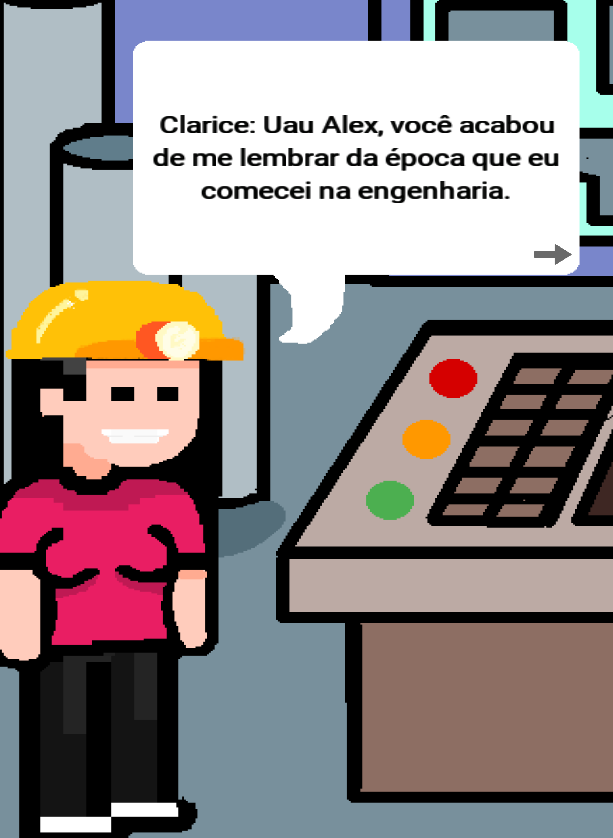 Clarice: Uau Alex, você acabou
de me lembrar da época que eu
comecei na engenharia.